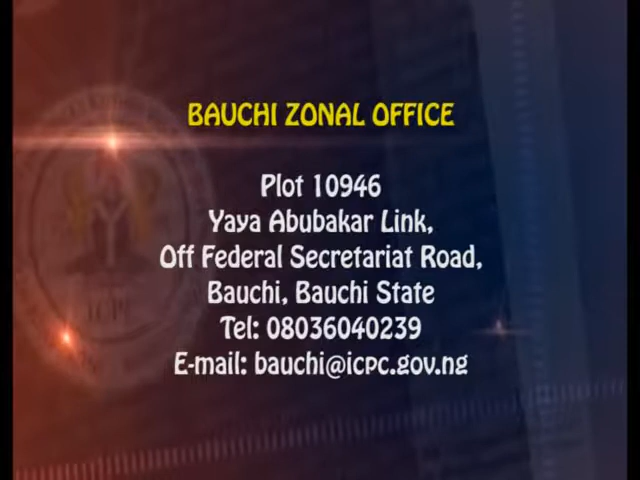 BAUCHI ZONAL OFFICE
Plot 10946
Yaya Abubakar Link,
Off Federal Secretariat Road,
Bauchi, Bauchi State
Tel: 08036040239
E-mail: bauchi@icpc.gov.ng
ICPC